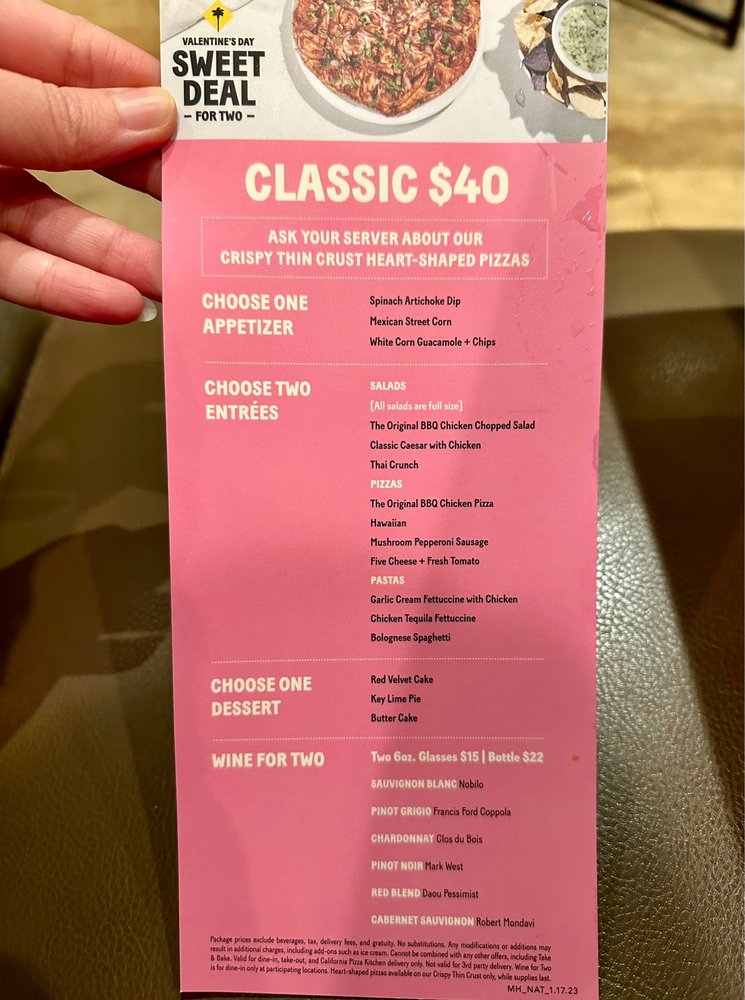 VALENTINE'S DAY
SWEET
DEAL
– FOR TWO –
CLASSIC $40
ASK YOUR SERVER ABOUT OUR
CRISPY THIN CRUST HEART-SHAPED PIZZAS
CHOOSE ONE
APPETIZER
Spinach Artichoke Dip
Mexican Street Corn
White Corn Guacamole + Chips
CHOOSE TWO
ENTRÉES
SALADS
[All salads are full size]
The Original BBQ Chicken Chopped Salad
Classic Caesar with Chicken
Thai Crunch
PIZZAS
The Original BBQ Chicken Pizza
Hawaiian
Mushroom Pepperoni Sausage
Five Cheese + Fresh Tomato
PASTAS
Garlic Cream Fettuccine with Chicken
Chicken Tequila Fettuccine
Bolognese Spaghetti
CHOOSE ONE
DESSERT
Red Velvet Cake
Key Lime Pie
Butter Cake
WINE FOR TWO
Two 6oz. Glasses $15 | Bottle $22
SAUVIGNON BLANC Nobilo
PINOT GRIGIO Francis Ford Coppola
CHARDONNAY Clos du Bois
PINOT NOIR Mark West
RED BLEND Daou Pessimist
CABERNET SAUVIGNON Robert Mondavi
Package prices exclude beverages, tax, delivery fees, and gratuity. No substitutions. Any modifications or additions may
result in additional charges, including add-ons such as ice cream. Cannot be combined with any other offers, including Take
& Bake. Valid for dine-in, take-out, and California Pizza Kitchen delivery only. Not valid for 3rd party delivery. Wine for Two
is for dine-in only at participating locations. Heart-shaped pizzas available on our Crispy Thin Crust only, while supplies last.
MH_NAT_1.17.23